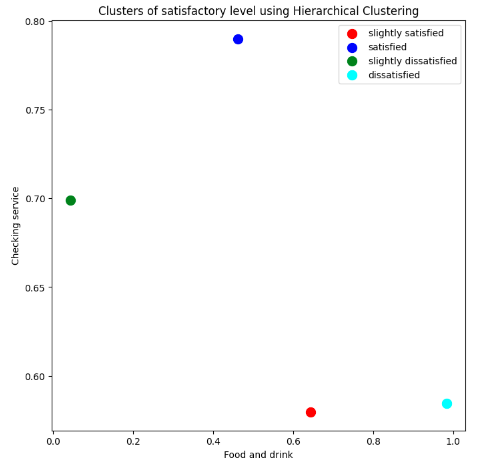 Clusters of satisfactory level using Hierarchical Clustering
slightly satisfied
satisfied
slightly dissatisfied
dissatisfied
0.80
0.75
0.70
0.65
0.60
Checking service
0.0 0.2 0.4 0.6 0.8 1.0
Food and drink